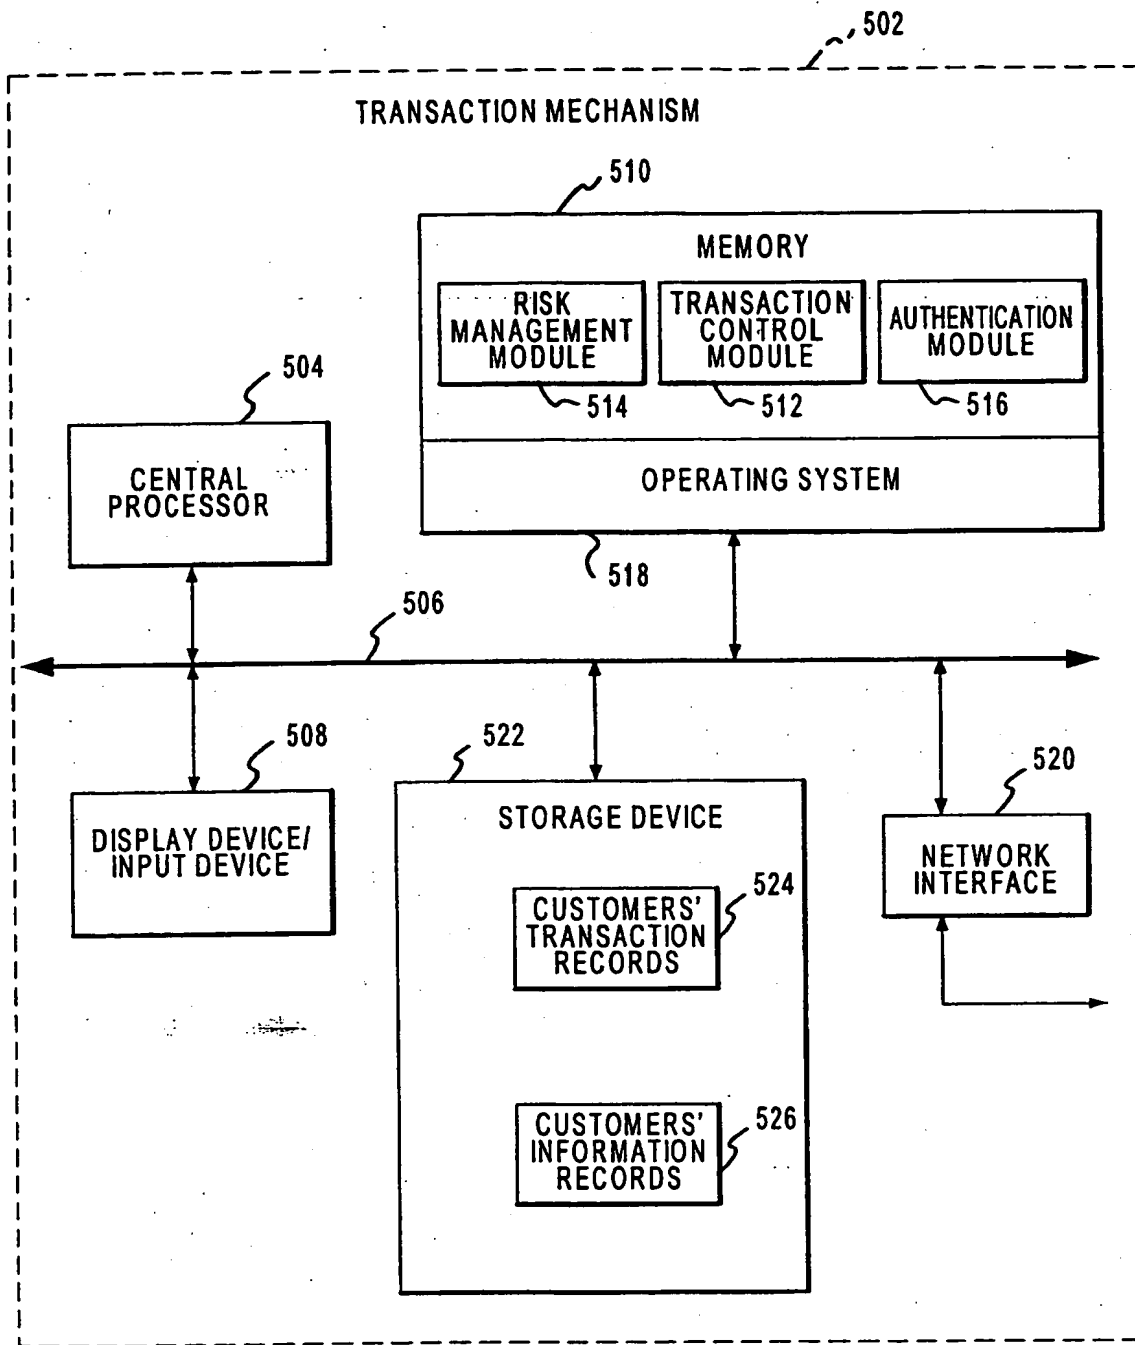 502
TRANSACTION MECHANISM
510
MEMORY
RISK
MANAGEMENT
MODULE
TRANSACTION
CONTROL
MODULE
AUTHENTICATION
MODULE
514
512
516
504
CENTRAL
PROCESSOR
OPERATING SYSTEM
518
506
508
DISPLAY DEVICE/
INPUT DEVICE
522
STORAGE DEVICE
520
NETWORK
INTERFACE
524
CUSTOMERS'
TRANSACTION
RECORDS
526
CUSTOMERS'
INFORMATION
RECORDS